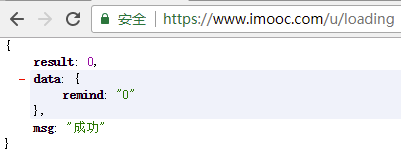 安全 https://www.imooc.com/u/loading
{
result: 0,
- data: {
remind: "0"
},
msg: "成功"
}